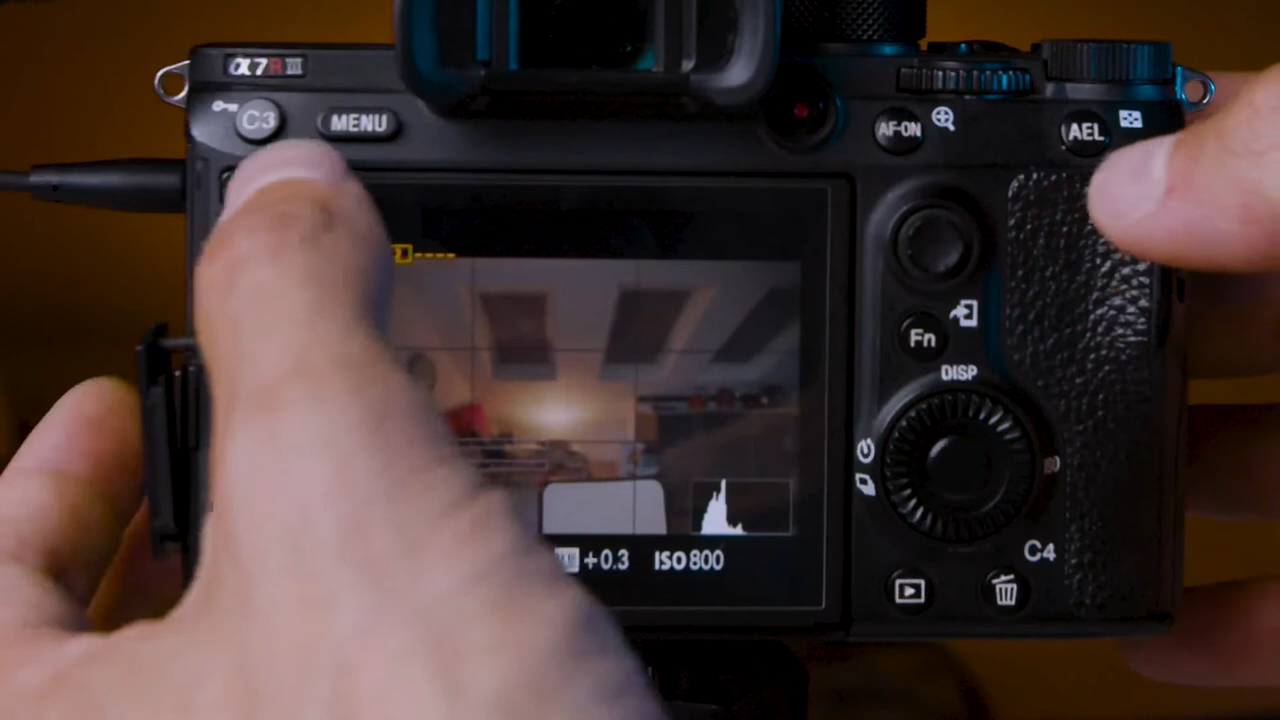 α7RIII
C3
MENU
AF-ON
AEL
Fn
DISP
+0.3 ISO 800
C4